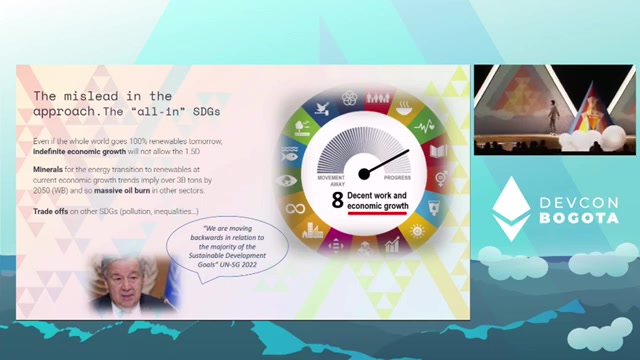 The mislead in the
approach.The “all-in” SDGs
Even if the whole world goes 100% renewables tomorrow,
indefinite economic growth will not allow the 1.5D
Minerals for the energy transition to renewables at
current economic growth trends imply over 3B tons by
2050 (WB) and so massive oil burn in other sectors.
Trade offs on other SDGs (pollution, inequalities...)
“We are moving
backwards in relation to
the majority of the
Sustainable Development
Goals” UN-SG 2022
MOVEMENT
AWAY
PROGRESS
8 Decent work and
economic growth
DEVCON
BOGOTA